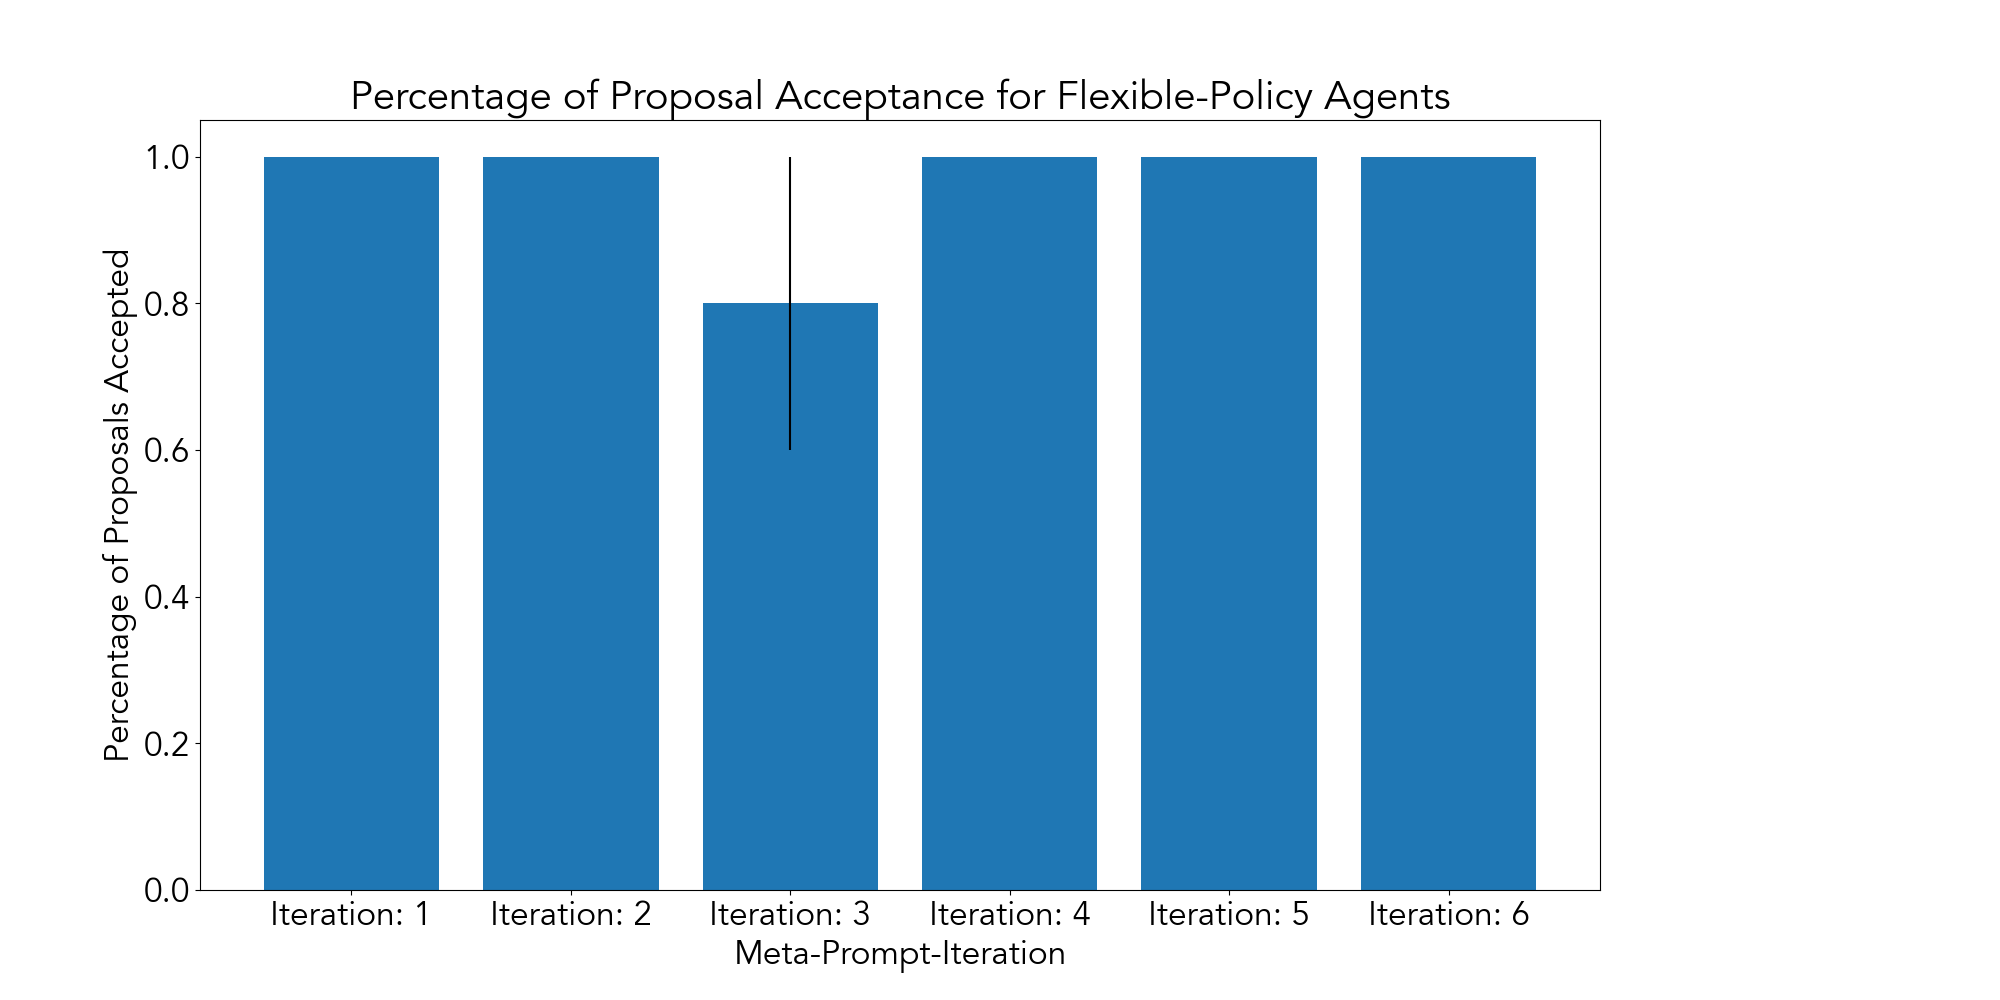 Percentage of Proposal Acceptance for Flexible-Policy Agents
Percentage of Proposals Accepted
1.0
0.8
0.6
0.4
0.2
0.0
Iteration: 1
Iteration: 2
Iteration: 3
Iteration: 4
Iteration: 5
Iteration: 6
Meta-Prompt-Iteration